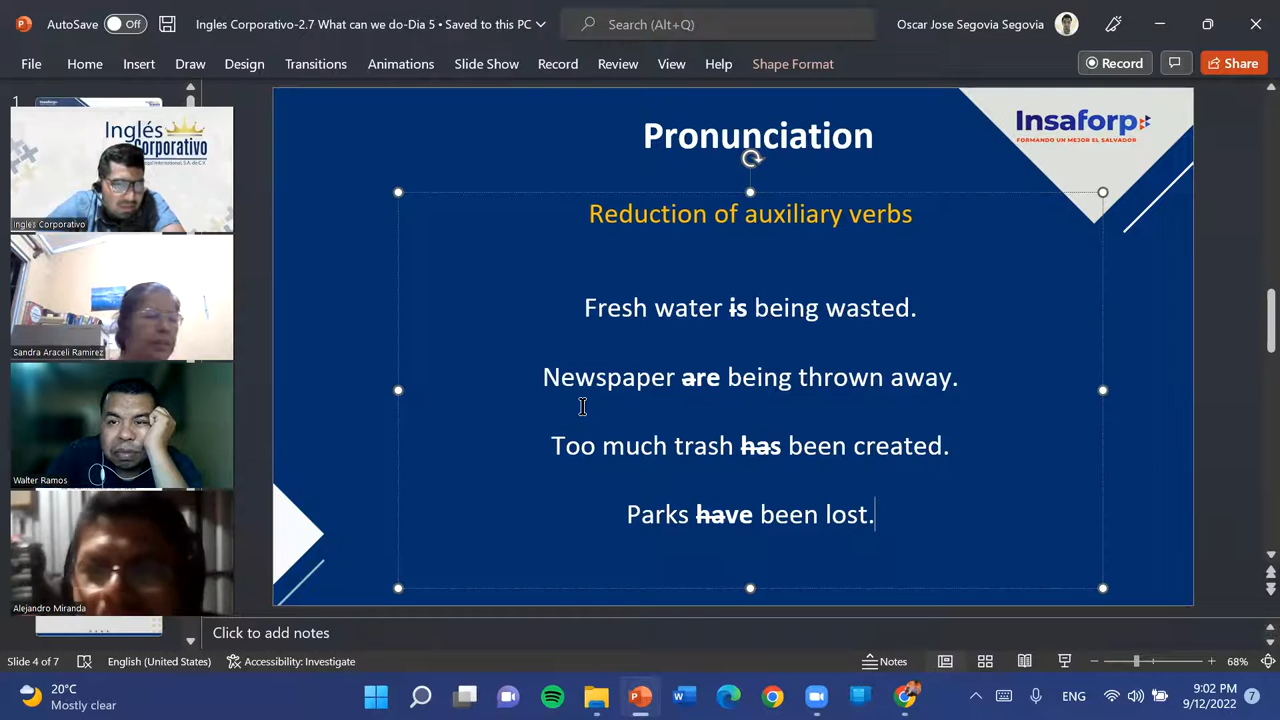 AutoSave Off Ingles Corporativo-2.7 What can we do-Dia 5 • Saved to this PC Search (Alt+Q) Oscar Jose Segovia Segovia
File Home Insert Draw Design Transitions Animations Slide Show Record Review View Help Shape Format Record Share
1
Inglés
Corporativo
Ingles Corporativo
Sandra Araceli Ramirez
Walter Ramos
Alejandro Miranda
Insaforp
FORMANDO UN MEJOR EL SALVADOR
Pronunciation
Reduction of auxiliary verbs
Fresh water is being wasted.
Newspaper are being thrown away.
Too much trash has been created.
Parks have been lost.
Click to add notes
Slide 4 of 7 English (United States) Accessibility: Investigate Notes 68%
20°C
Mostly clear
ENG
9:02 PM
9/12/2022
7